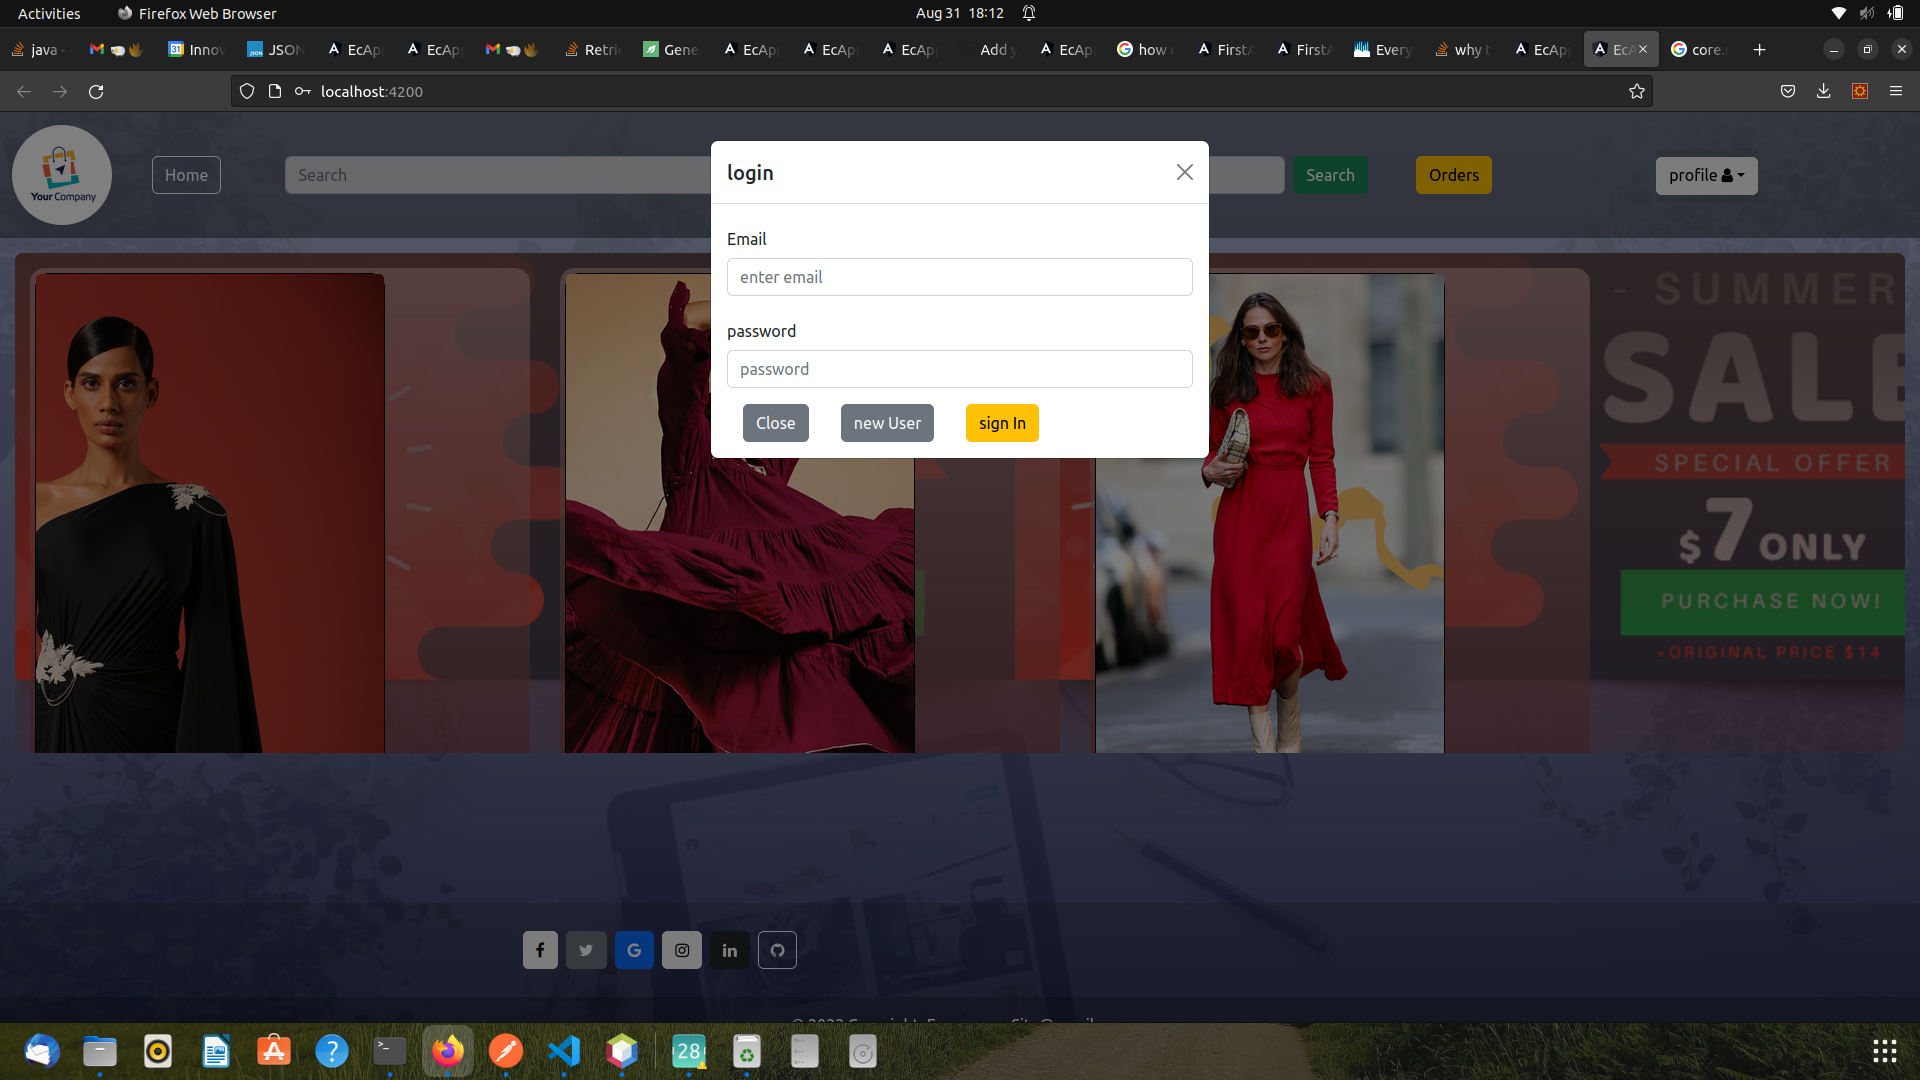 Activities
Firefox Web Browser
Aug 31 18:12
java
Innov
JSON
EcAp
EcAp
Retri
Gene
EcAp
EcAp
EcAp
Add y
EcAp
how
First
First
Every
why t
EcAp
EcA
core.
localhost:4200
Your Company
Home
Search
Search
Orders
profile
login
Email
enter email
password
password
Close
new User
sign In
- SUMMER
SALE
SPECIAL OFFER
$7 ONLY
PURCHASE NOW!
*ORIGINAL PRICE $14
28